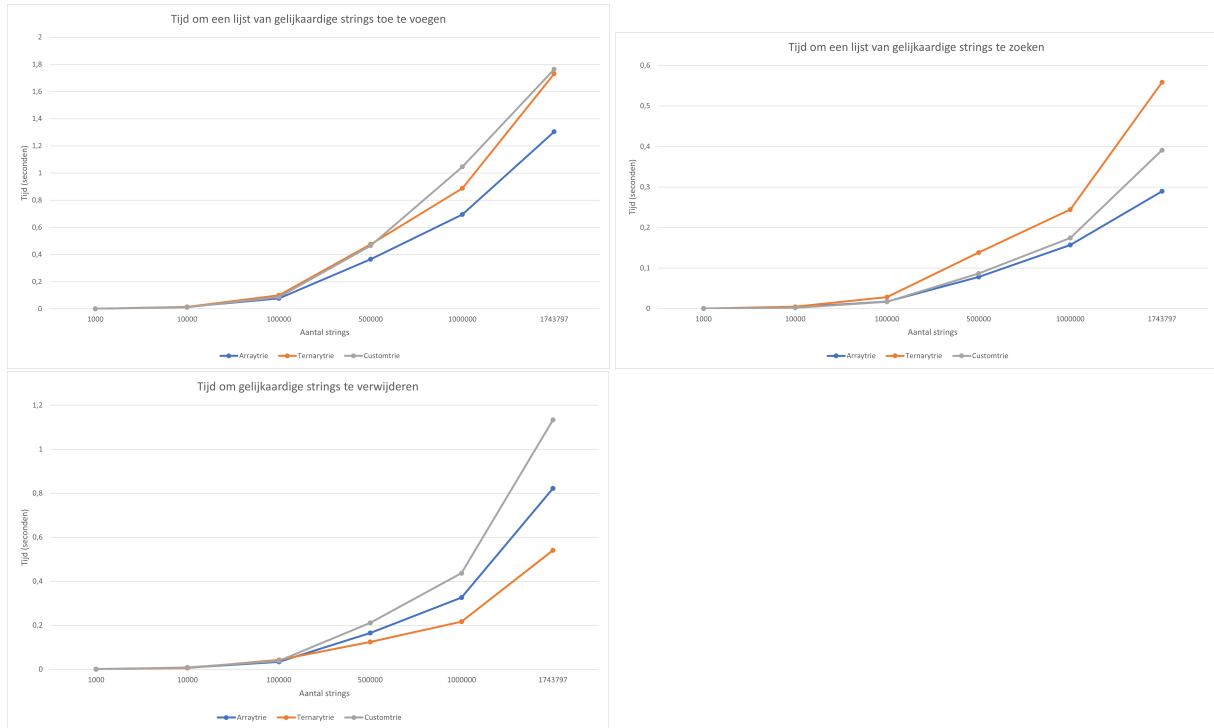 Tijd om een lijst van gelijkaardige strings toe te voegen
2
1,8
1,6
1,4
1,2
1
0,8
0,6
0,4
0,2
0
Tijd (seconden)
1000 10000 100000 500000 1000000 1743797
Aantal strings
Arraytrie Ternarytrie Customtrie
Tijd om een lijst van gelijkaardige strings te zoeken
0,6
0,5
0,4
0,3
0,2
0,1
0
Tijd (seconden)
1000 10000 100000 500000 1000000 1743797
Aantal strings
Arraytrie Ternarytrie Customtrie
Tijd om gelijkaardige strings te verwijderen
1,2
1
0,8
0,6
0,4
0,2
0
Tijd (seconden)
1000 10000 100000 500000 1000000 1743797
Aantal strings
Arraytrie Ternarytrie Customtrie